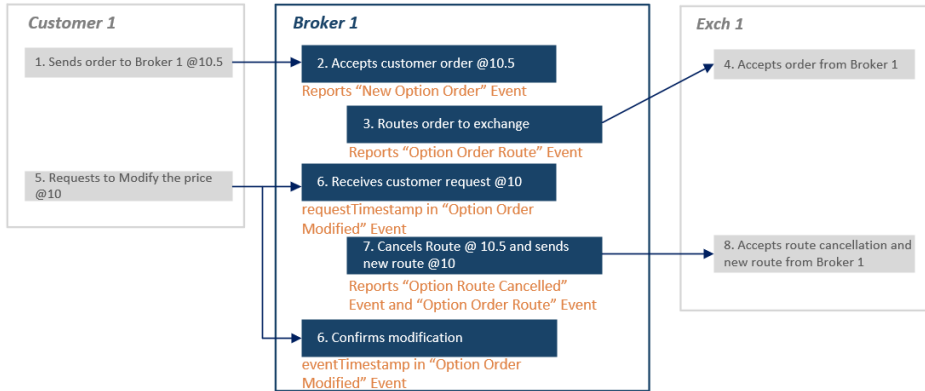 Customer 1
1. Sends order to Broker 1 @10.5
5. Requests to Modify the price
@10
Broker 1
2. Accepts customer order @10.5
Reports “New Option Order” Event
3. Routes order to exchange
Reports “Option Order Route” Event
6. Receives customer request @10
requestTimestamp in “Option Order
Modified” Event
7. Cancels Route @ 10.5 and sends
new route @10
Reports “Option Route Cancelled”
Event and “Option Order Route” Event
6. Confirms modification
eventTimestamp in “Option Order
Modified” Event
Exch 1
4. Accepts order from Broker 1
8. Accepts route cancellation and
new route from Broker 1